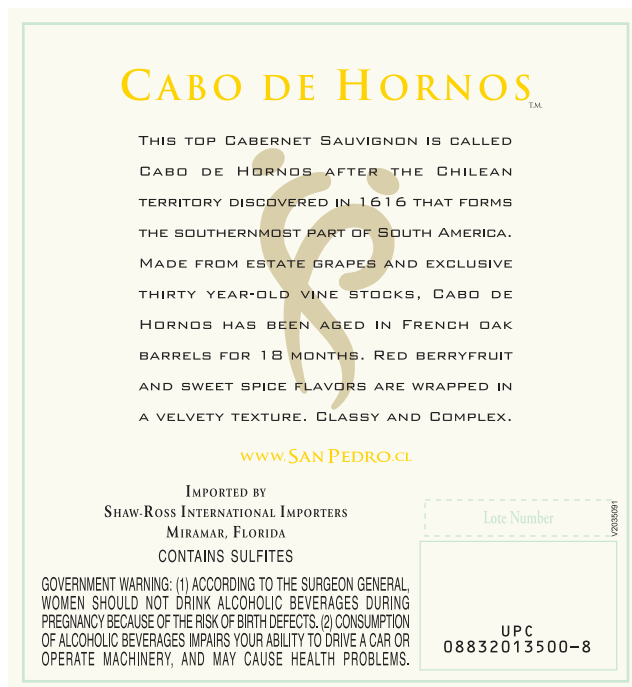 CABO DE HORNOS T.M.
THIS TOP CABERNET SAUVIGNON IS CALLED
CABO DE HORNOS AFTER THE CHILEAN
TERRITORY DISCOVERED IN 1616 THAT FORMS
THE SOUTHERNMOST PART OF SOUTH AMERICA.
MADE FROM ESTATE GRAPES AND EXCLUSIVE
THIRTY YEAR-OLD VINE STOCKS, CABO DE
HORNOS HAS BEEN AGED IN FRENCH OAK
BARRELS FOR 18 MONTHS. RED BERRYFRUIT
AND SWEET SPICE FLAVORS ARE WRAPPED IN
A VELVETY TEXTURE. CLASSY AND COMPLEX.
WWW.SANPEDRO.CL
IMPORTED BY
SHAW-ROSS INTERNATIONAL IMPORTERS
MIRAMAR, FLORIDA
CONTAINS SULFITES
GOVERNMENT WARNING: (1) ACCORDING TO THE SURGEON GENERAL,
WOMEN SHOULD NOT DRINK ALCOHOLIC BEVERAGES DURING
PREGNANCY BECAUSE OF THE RISK OF BIRTH DEFECTS. (2) CONSUMPTION
OF ALCOHOLIC BEVERAGES IMPAIRS YOUR ABILITY TO DRIVE A CAR OR
OPERATE MACHINERY, AND MAY CAUSE HEALTH PROBLEMS.
Lote Number
V2035091
UPC
08832013500-8